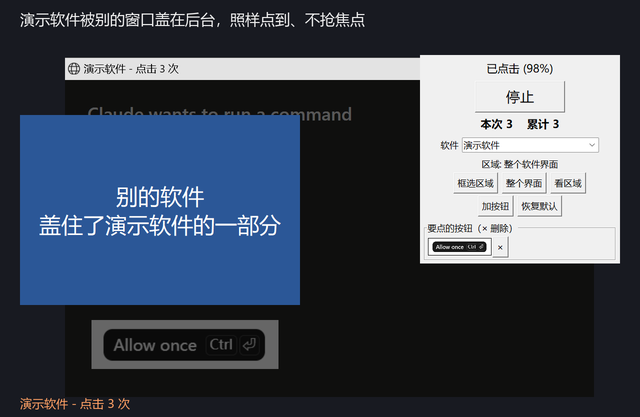 演示软件被别的窗口盖在后台，照样点到、不抢焦点
演示软件 - 点击 3 次
Claude wants to run a command
别的软件
盖住了演示软件的一部分
Allow once Ctrl
已点击 (98%)
停止
本次 3 累计 3
软件 演示软件
区域: 整个软件界面
框选区域 整个界面 看区域
加按钮 恢复默认
要点的按钮（× 删除）
Allow once Ctrl ×
演示软件 - 点击 3 次